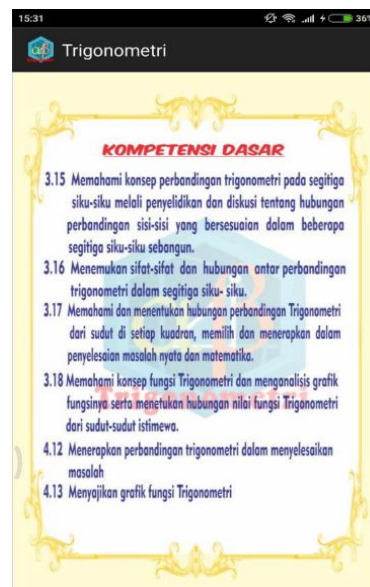 15:31
36%
Trigonometri
KOMPETENSI DASAR
3.15 Memahami konsep perbandingan trigonometri pada segitiga
siku-siku melali penyelidikan dan diskusi tentang hubungan
perbandingan sisi-sisi yang bersesuaian dalam beberapa
segitiga siku-siku sebangun.
3.16 Menemukan sifat-sifat dan hubungan antar perbandingan
trigonometri dalam segitiga siku- siku.
3.17 Memahami dan menentukan hubungan perbandingan Trigonometri
dari sudut di setiap kuadran, memilih dan menerapkan dalam
penyelesaian masalah nyata dan matematika.
3.18 Memahami konsep fungsi Trigonometri dan menganalisis grafik
fungsinya serta menetukan hubungan nilai fungsi Trigonometri
dari sudut-sudut istimewa.
Trigonometri
4.12 Menerapkan perbandingan trigonometri dalam menyelesaikan
masalah
4.13 Menyajikan grafik fungsi Trigonometri